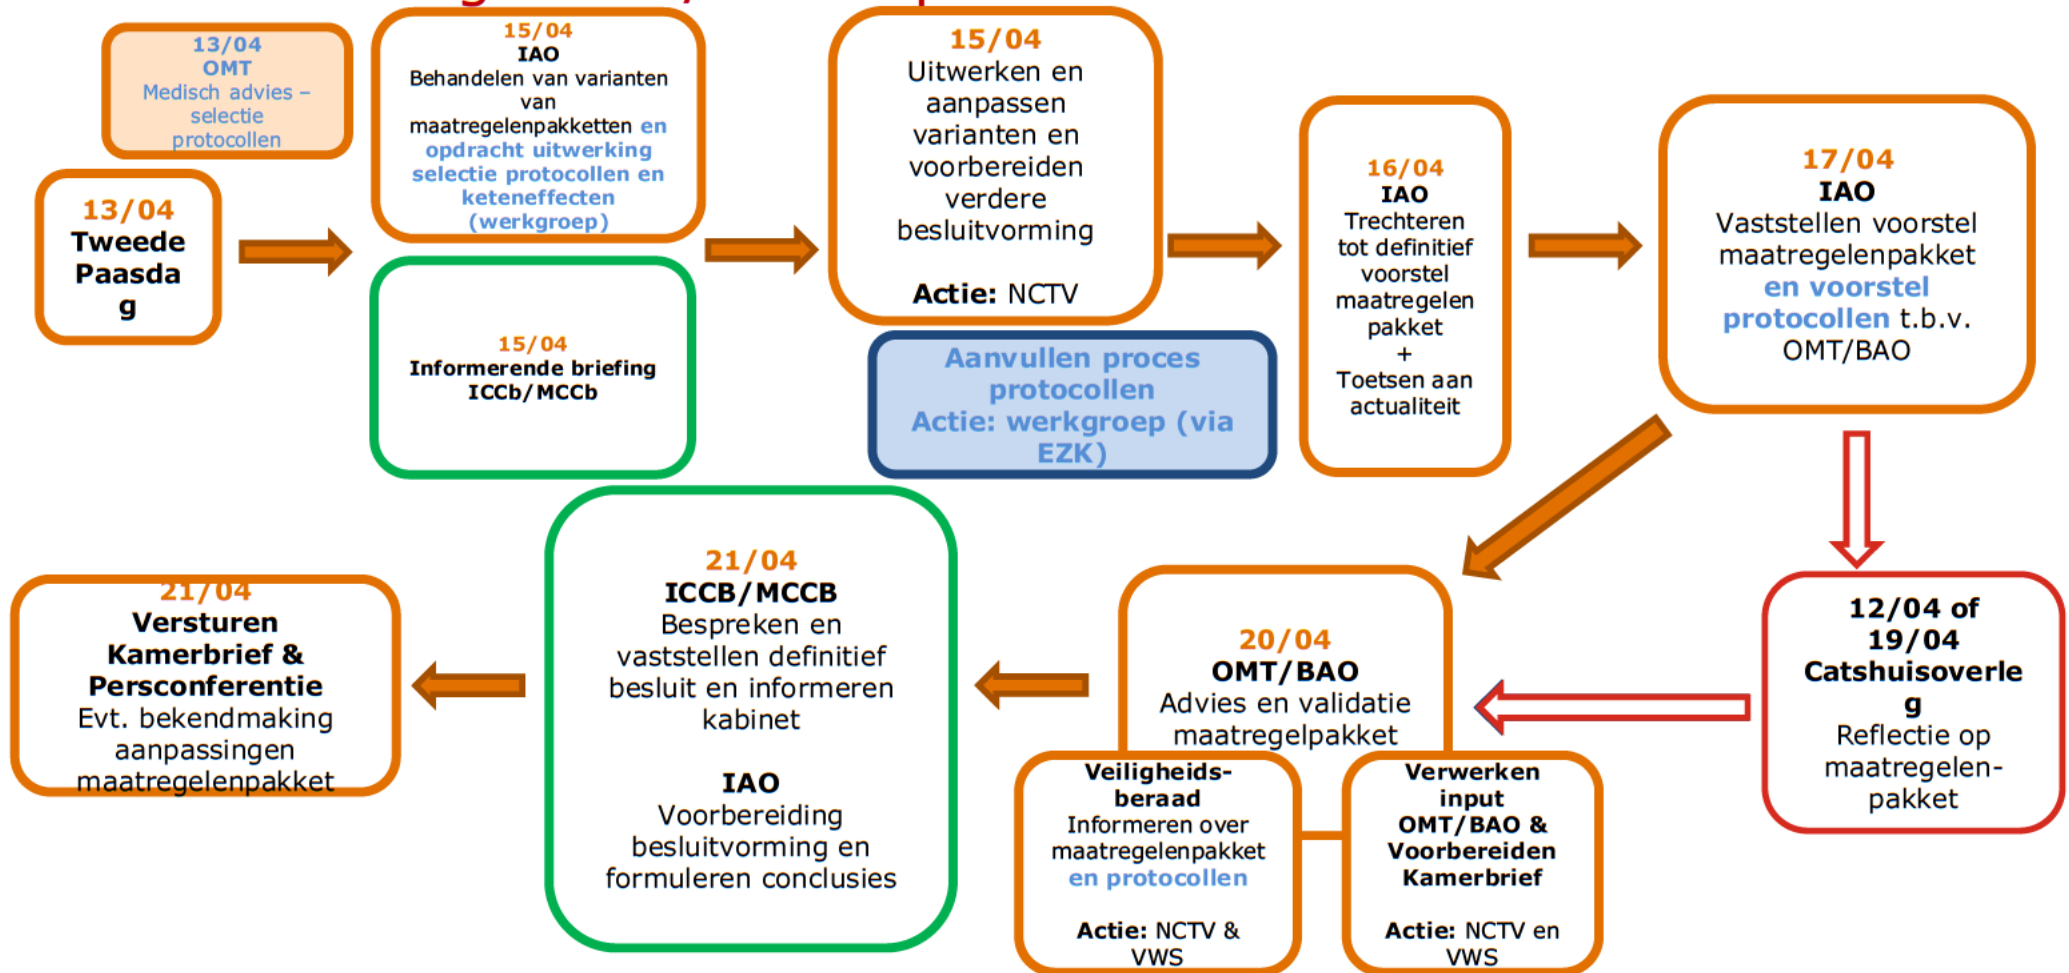 13/04
OMT
Medisch advies –
selectie
protocollen
13/04
Tweede
Paasda
g
15/04
IAO
Behandelen van varianten
van
maatregelenpakketten en
opdracht uitwerking
selectie protocollen en
keteneffecten
(werkgroep)
15/04
Informerende briefing
ICCb/MCCb
15/04
Uitwerken en
aanpassen
varianten en
voorbereiden
verdere
besluitvorming
Actie: NCTV
Aanvullen proces
protocollen
Actie: werkgroep (via
EZK)
16/04
IAO
Trechteren
tot definitief
voorstel
maatregelen
pakket
+
Toetsen aan
actualiteit
17/04
IAO
Vaststellen voorstel
maatregelenpakket
en voorstel
protocollen t.b.v.
OMT/BAO
12/04 of
19/04
Catshuisoverle
g
Reflectie op
maatregelen-
pakket
20/04
OMT/BAO
Advies en validatie
maatregelpakket
Veiligheids-
beraad
Informeren over
maatregelenpakket
en protocollen
Actie: NCTV &
VWS
Verwerken
input
OMT/BAO &
Voorbereiden
Kamerbrief
Actie: NCTV en
VWS
21/04
ICCB/MCCB
Bespreken en
vaststellen definitief
besluit en informeren
kabinet
IAO
Voorbereiding
besluitvorming en
formuleren conclusies
21/04
Versturen
Kamerbrief &
Persconferentie
Evt. bekendmaking
aanpassingen
maatregelenpakket